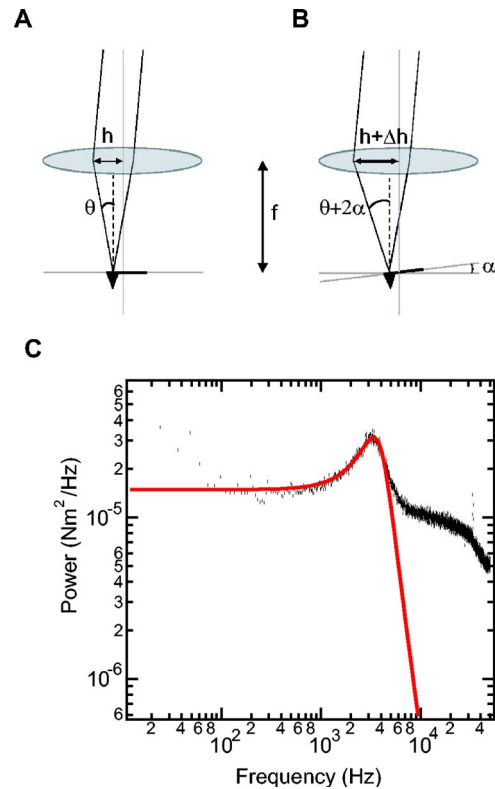 A B
h h+Δh
θ θ+2α f
α
C
6
5
4
3
2
10⁻⁵
6
5
4
3
2
10⁻⁶
6
Power (Nm²/Hz)
2 4 6 8 10² 2 4 6 8 10³ 2 4 6 8 10⁴ 2 4
Frequency (Hz)